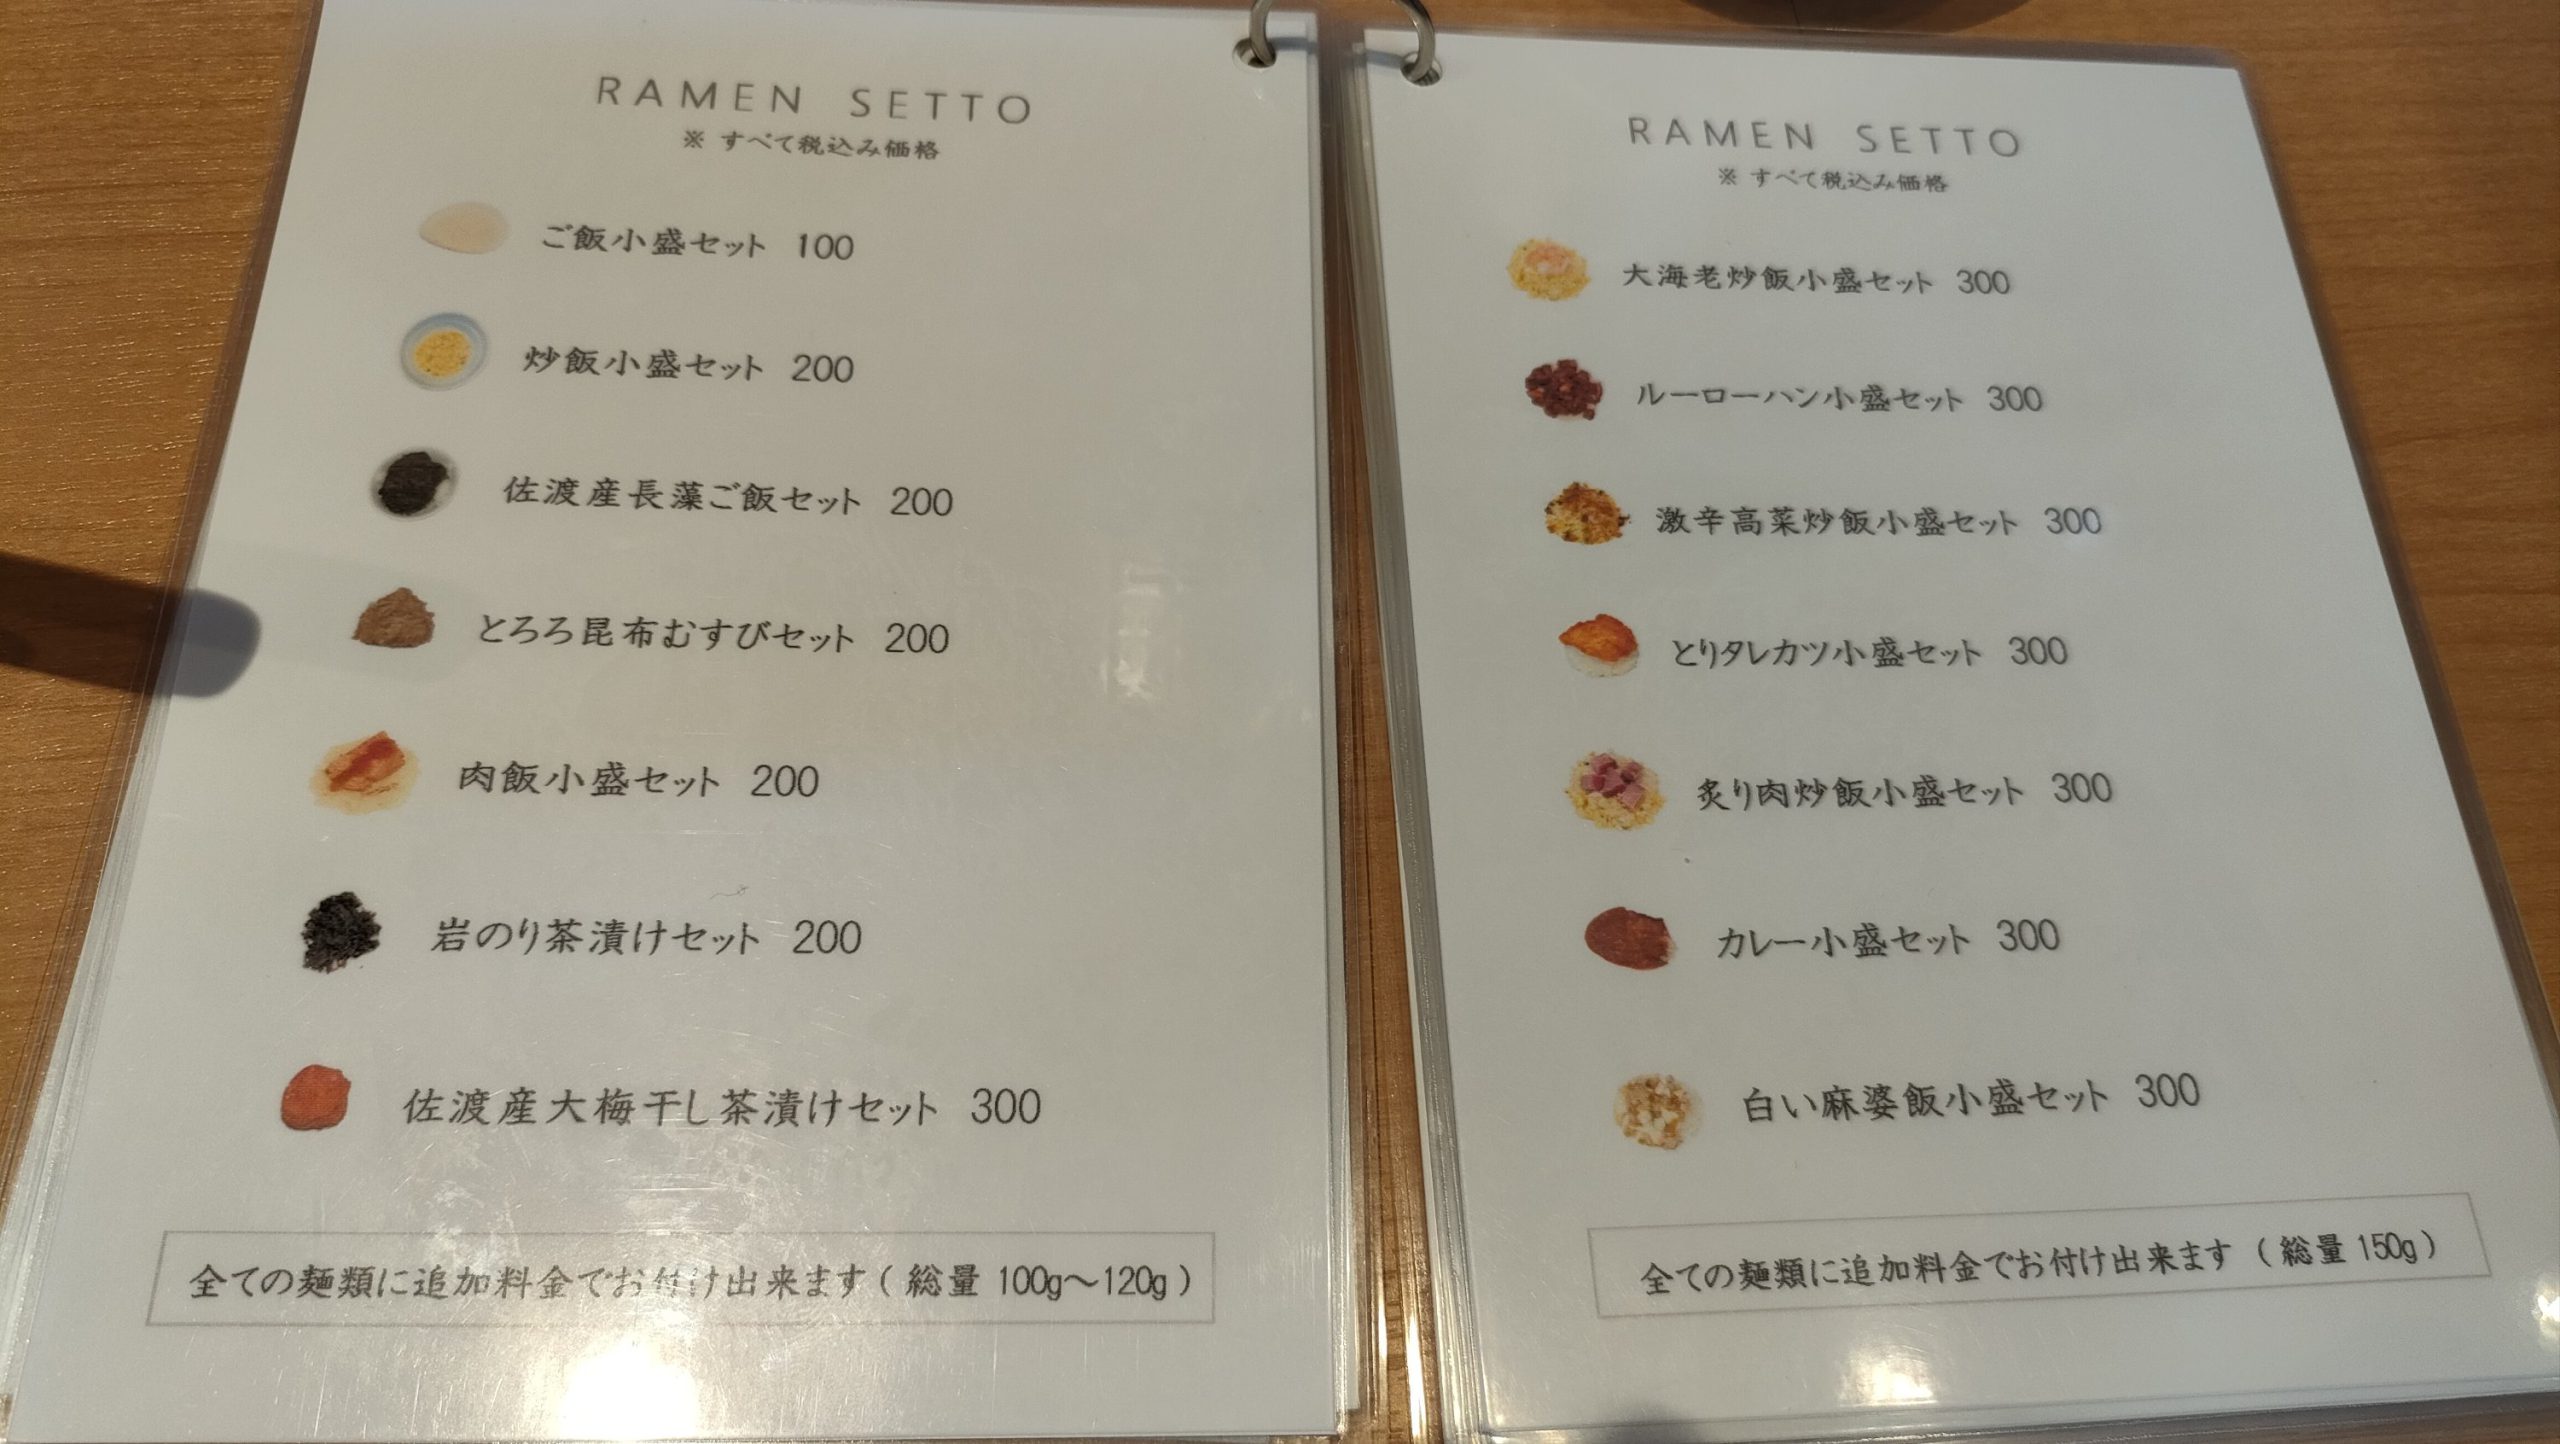 RAMEN SETTO
※ すべて税込み価格
ご飯小盛セット 100
炒飯小盛セット 200
佐渡産長藻ご飯セット 200
とろろ昆布むすびセット 200
肉飯小盛セット 200
岩のり茶漬けセット 200
佐渡産大梅干し茶漬けセット 300
全ての麺類に追加料金でお付け出来ます ( 総量 100g～120g )
RAMEN SETTO
※ すべて税込み価格
大海老炒飯小盛セット 300
ルーローハン小盛セット 300
激辛高菜炒飯小盛セット 300
とりタレカツ小盛セット 300
炙り肉炒飯小盛セット 300
カレー小盛セット 300
白い麻婆飯小盛セット 300
全ての麺類に追加料金でお付け出来ます ( 総量 150g )